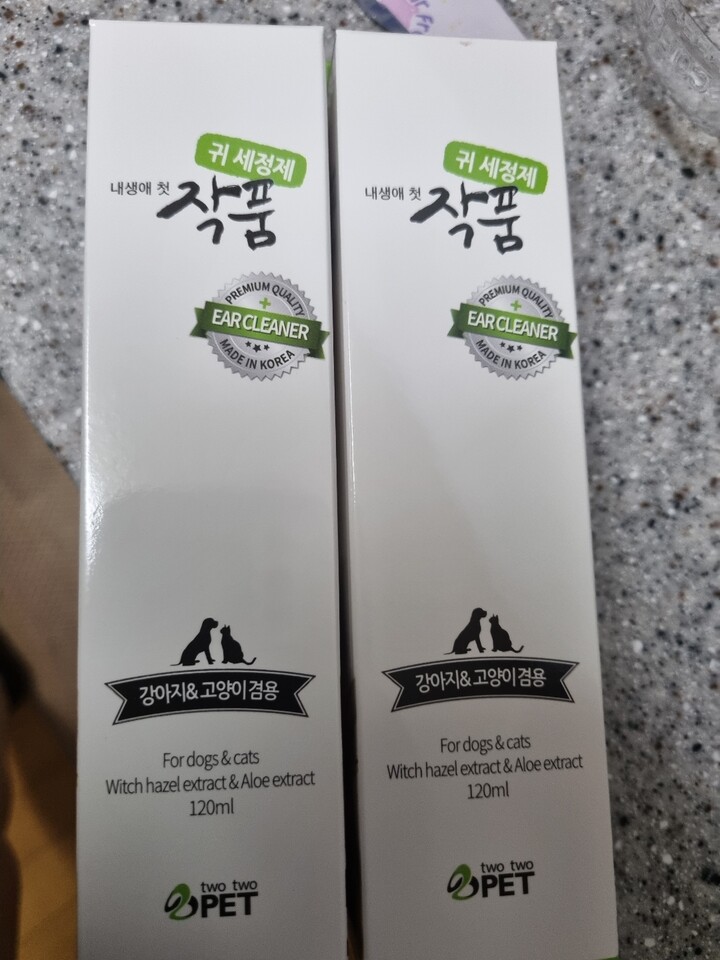 귀 세정제
내생애 첫 작품
PREMIUM QUALITY
EAR CLEANER
MADE IN KOREA
강아지&고양이 겸용
For dogs & cats
Witch hazel extract & Aloe extract
120ml
two two
PET
귀 세정제
내생애 첫 작품
PREMIUM QUALITY
EAR CLEANER
MADE IN KOREA
강아지&고양이 겸용
For dogs & cats
Witch hazel extract & Aloe extract
120ml
two two
PET